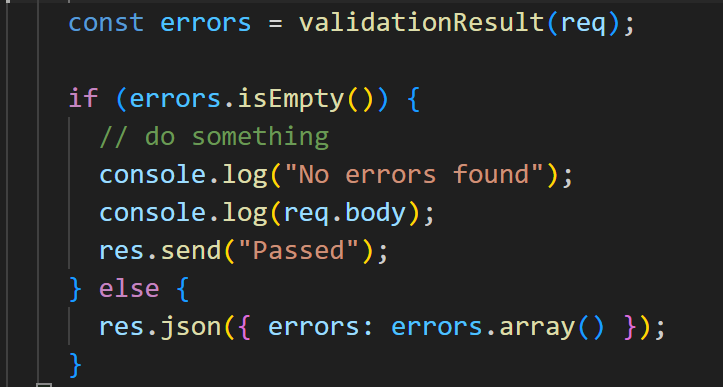 const errors = validationResult(req);
if (errors.isEmpty()) {
// do something
console.log("No errors found");
console.log(req.body);
res.send("Passed");
} else {
res.json({ errors: errors.array() });
}